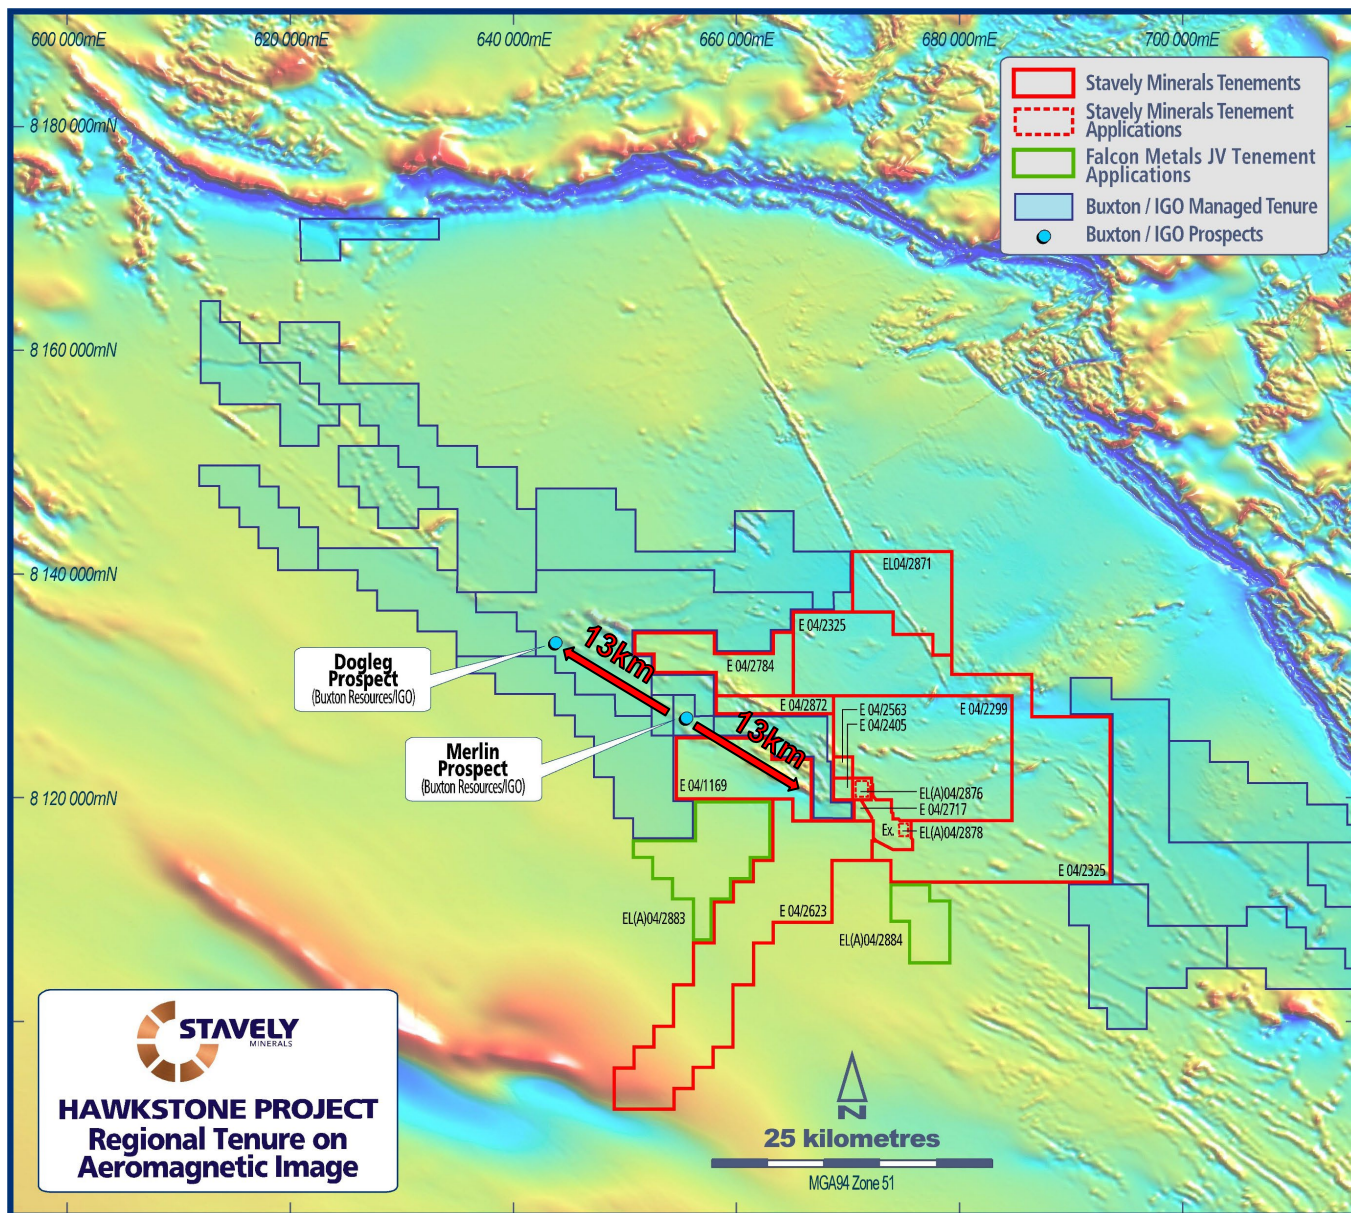 600 000mE
620 000mE
640 000mE
660 000mE
680 000mE
700 000mE
Stavely Minerals Tenements
Stavely Minerals Tenement
Applications
Falcon Metals JV Tenement
Applications
Buxton / IGO Managed Tenure
Buxton / IGO Prospects
8 180 000mN
8 160 000mN
8 140 000mN
8 120 000mN
EL04/2871
E 04/2325
E 04/2784
E 04/2872
E 04/2563
E 04/2405
E 04/2299
13km
Dogleg
Prospect
(Buxton Resources/IGO)
13km
Merlin
Prospect
(Buxton Resources/IGO)
E 04/1169
EL(A)04/2876
E 04/2717
Ex.
EL(A)04/2878
E 04/2325
EL(A)04/2883
E 04/2623
EL(A)04/2884
STAVELY
MINERALS
HAWKSTONE PROJECT
Regional Tenure on
Aeromagnetic Image
N
25 kilometres
MGA94 Zone 51